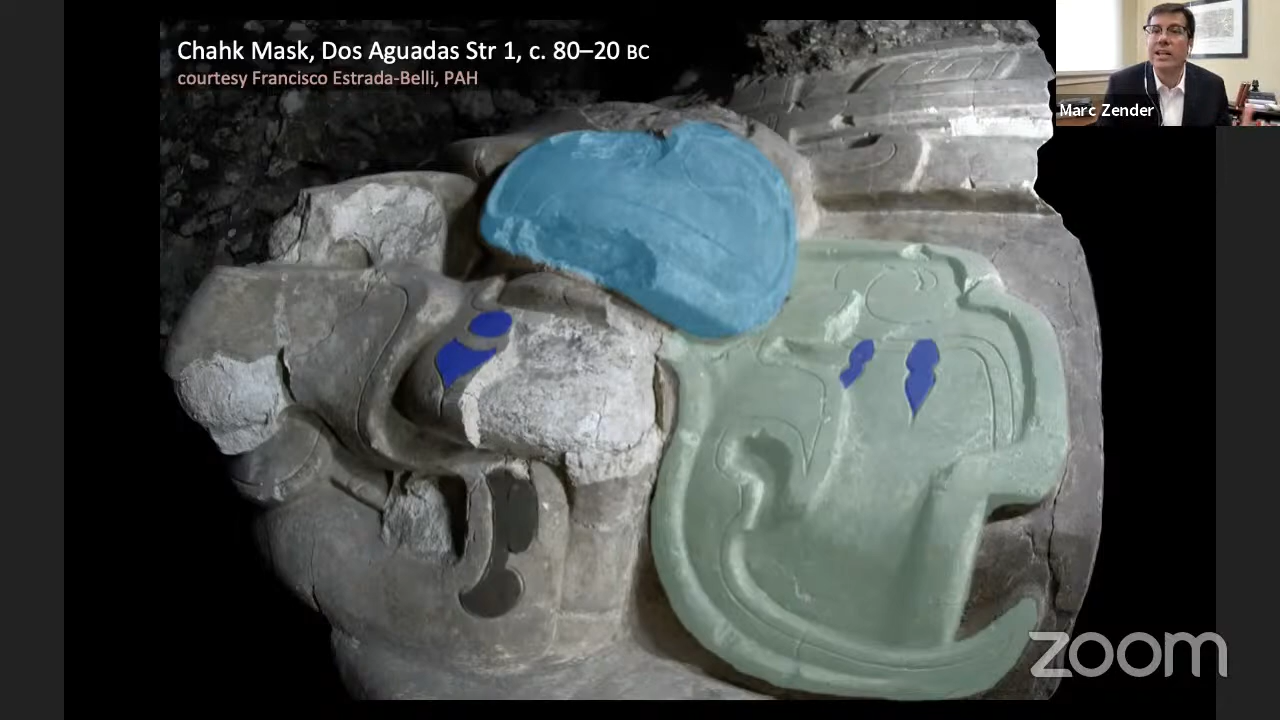 Chahk Mask, Dos Aguadas Str 1, c. 80–20 BC
courtesy Francisco Estrada-Belli, PAH
Marc Zender
zoom